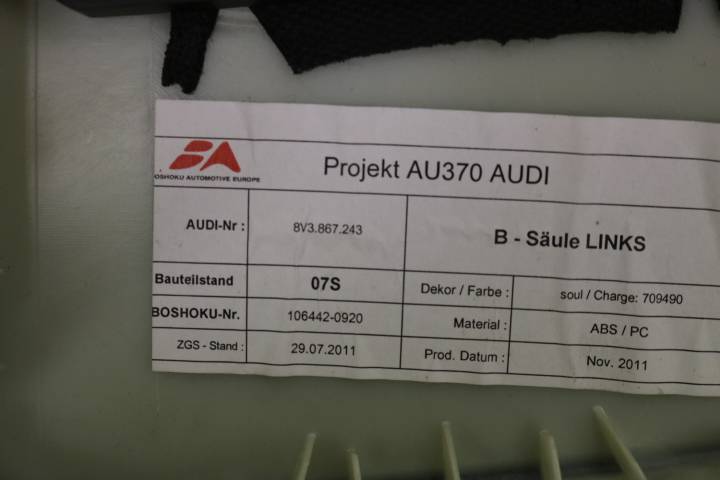 BA
OSHOKU AUTOMOTIVE EUROPE
Projekt AU370 AUDI
AUDI-Nr : 8V3.867.243 B - Säule LINKS
Bauteilstand 07S Dekor / Farbe : soul / Charge: 709490
BOSHOKU-Nr. 106442-0920 Material : ABS / PC
ZGS - Stand : 29.07.2011 Prod. Datum : Nov. 2011